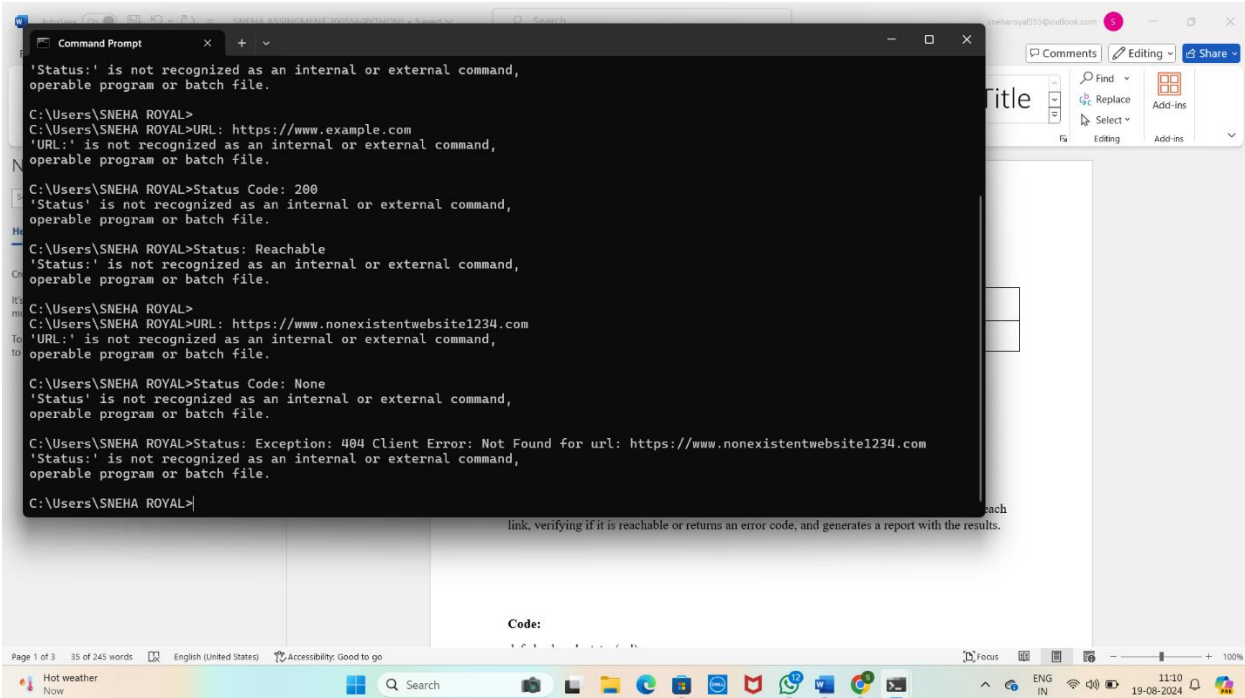 AutoSave
SNEHA ASSINGMENT 200556(PYTHON) • Saved
Search
sneharoyal555@outlook.com
S
Command Prompt
Comments
Editing
Share
'Status:' is not recognized as an internal or external command,
operable program or batch file.
C:\Users\SNEHA ROYAL>
C:\Users\SNEHA ROYAL>URL: https://www.example.com
'URL:' is not recognized as an internal or external command,
operable program or batch file.
C:\Users\SNEHA ROYAL>Status Code: 200
'Status' is not recognized as an internal or external command,
operable program or batch file.
C:\Users\SNEHA ROYAL>Status: Reachable
'Status:' is not recognized as an internal or external command,
operable program or batch file.
C:\Users\SNEHA ROYAL>
C:\Users\SNEHA ROYAL>URL: https://www.nonexistentwebsite1234.com
'URL:' is not recognized as an internal or external command,
operable program or batch file.
C:\Users\SNEHA ROYAL>Status Code: None
'Status' is not recognized as an internal or external command,
operable program or batch file.
C:\Users\SNEHA ROYAL>Status: Exception: 404 Client Error: Not Found for url: https://www.nonexistentwebsite1234.com
'Status:' is not recognized as an internal or external command,
operable program or batch file.
C:\Users\SNEHA ROYAL>
Title
Find
Replace
Select
Editing
Add-ins
Add-ins
each
link, verifying if it is reachable or returns an error code, and generates a report with the results.
Code:
Page 1 of 3 35 of 245 words English (United States) Accessibility: Good to go
Focus
100%
Hot weather
Now
Search
ENG
IN
11:10
19-08-2024